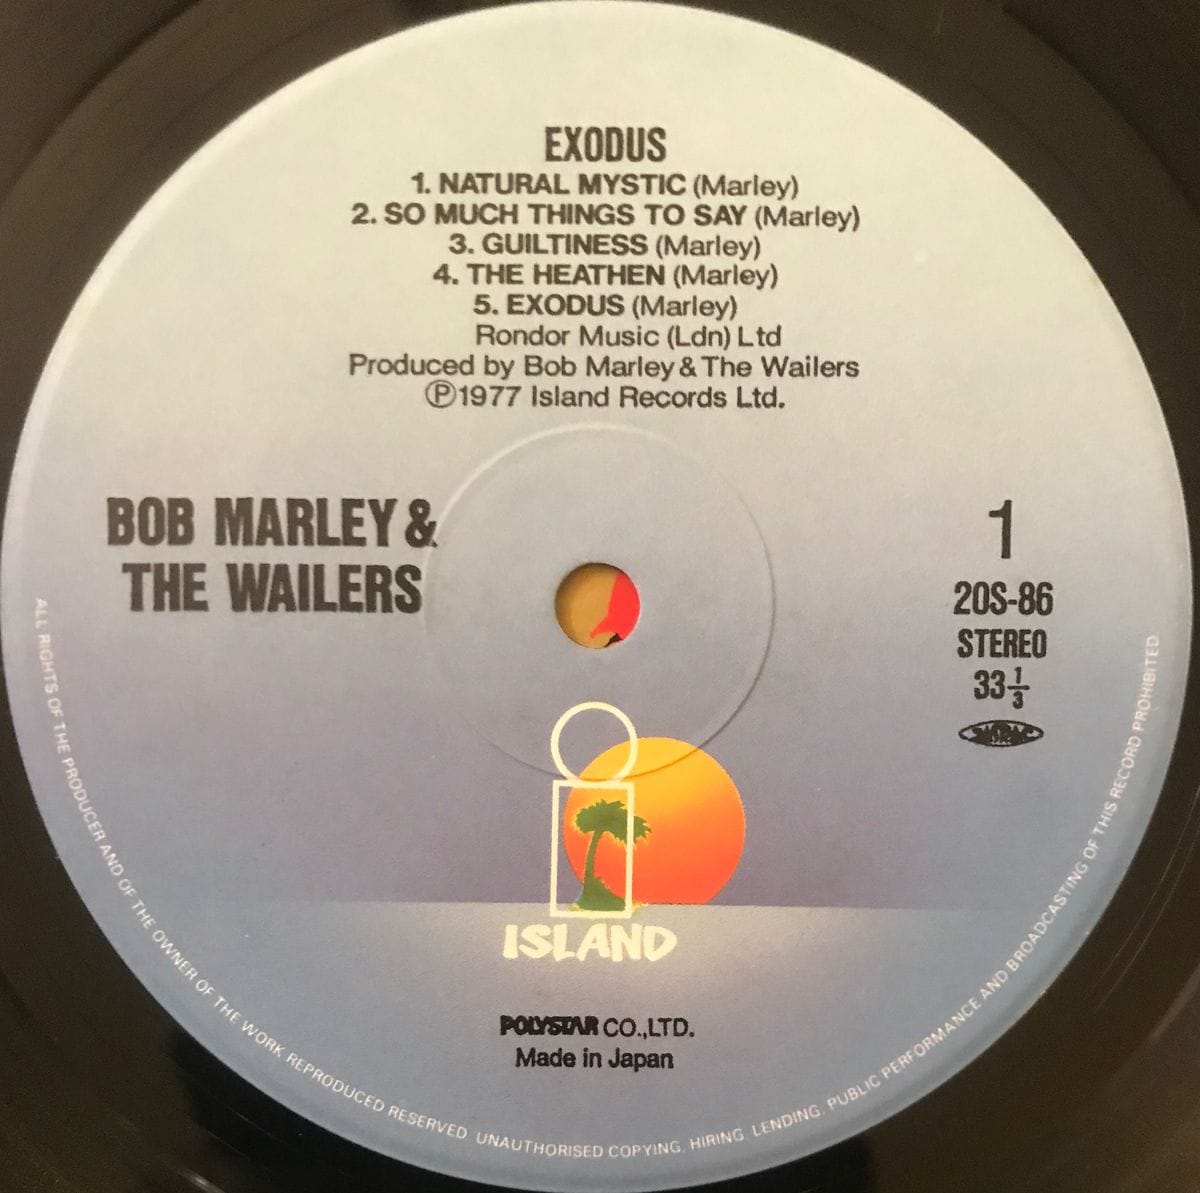 EXODUS
1. NATURAL MYSTIC (Marley)
2. SO MUCH THINGS TO SAY (Marley)
3. GUILTINESS (Marley)
4. THE HEATHEN (Marley)
5. EXODUS (Marley)
Rondor Music (Ldn) Ltd
Produced by Bob Marley & The Wailers
Ⓟ1977 Island Records Ltd.
BOB MARLEY &
THE WAILERS
1
20S-86
STEREO
33 1/3
ISLAND
POLYSTAR CO.,LTD.
Made in Japan
ALL RIGHTS OF THE PRODUCER AND OF THE OWNER OF THE WORK REPRODUCED RESERVED. UNAUTHORISED COPYING. HIRING. LENDING. PUBLIC PERFORMANCE AND BROADCASTING OF THIS RECORD PROHIBITED.